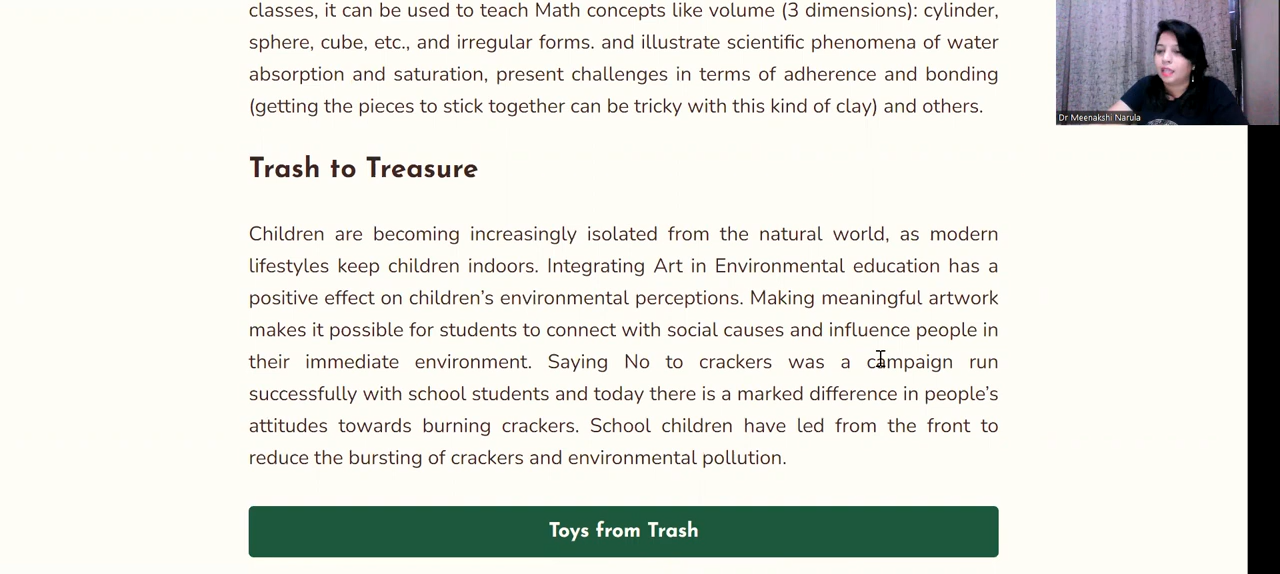 classes, it can be used to teach Math concepts like volume (3 dimensions): cylinder,
sphere, cube, etc., and irregular forms. and illustrate scientific phenomena of water
absorption and saturation, present challenges in terms of adherence and bonding
(getting the pieces to stick together can be tricky with this kind of clay) and others.
Dr Meenakshi Narula
Trash to Treasure
Children are becoming increasingly isolated from the natural world, as modern
lifestyles keep children indoors. Integrating Art in Environmental education has a
positive effect on children’s environmental perceptions. Making meaningful artwork
makes it possible for students to connect with social causes and influence people in
their immediate environment. Saying No to crackers was a campaign run
successfully with school students and today there is a marked difference in people’s
attitudes towards burning crackers. School children have led from the front to
reduce the bursting of crackers and environmental pollution.
Toys from Trash